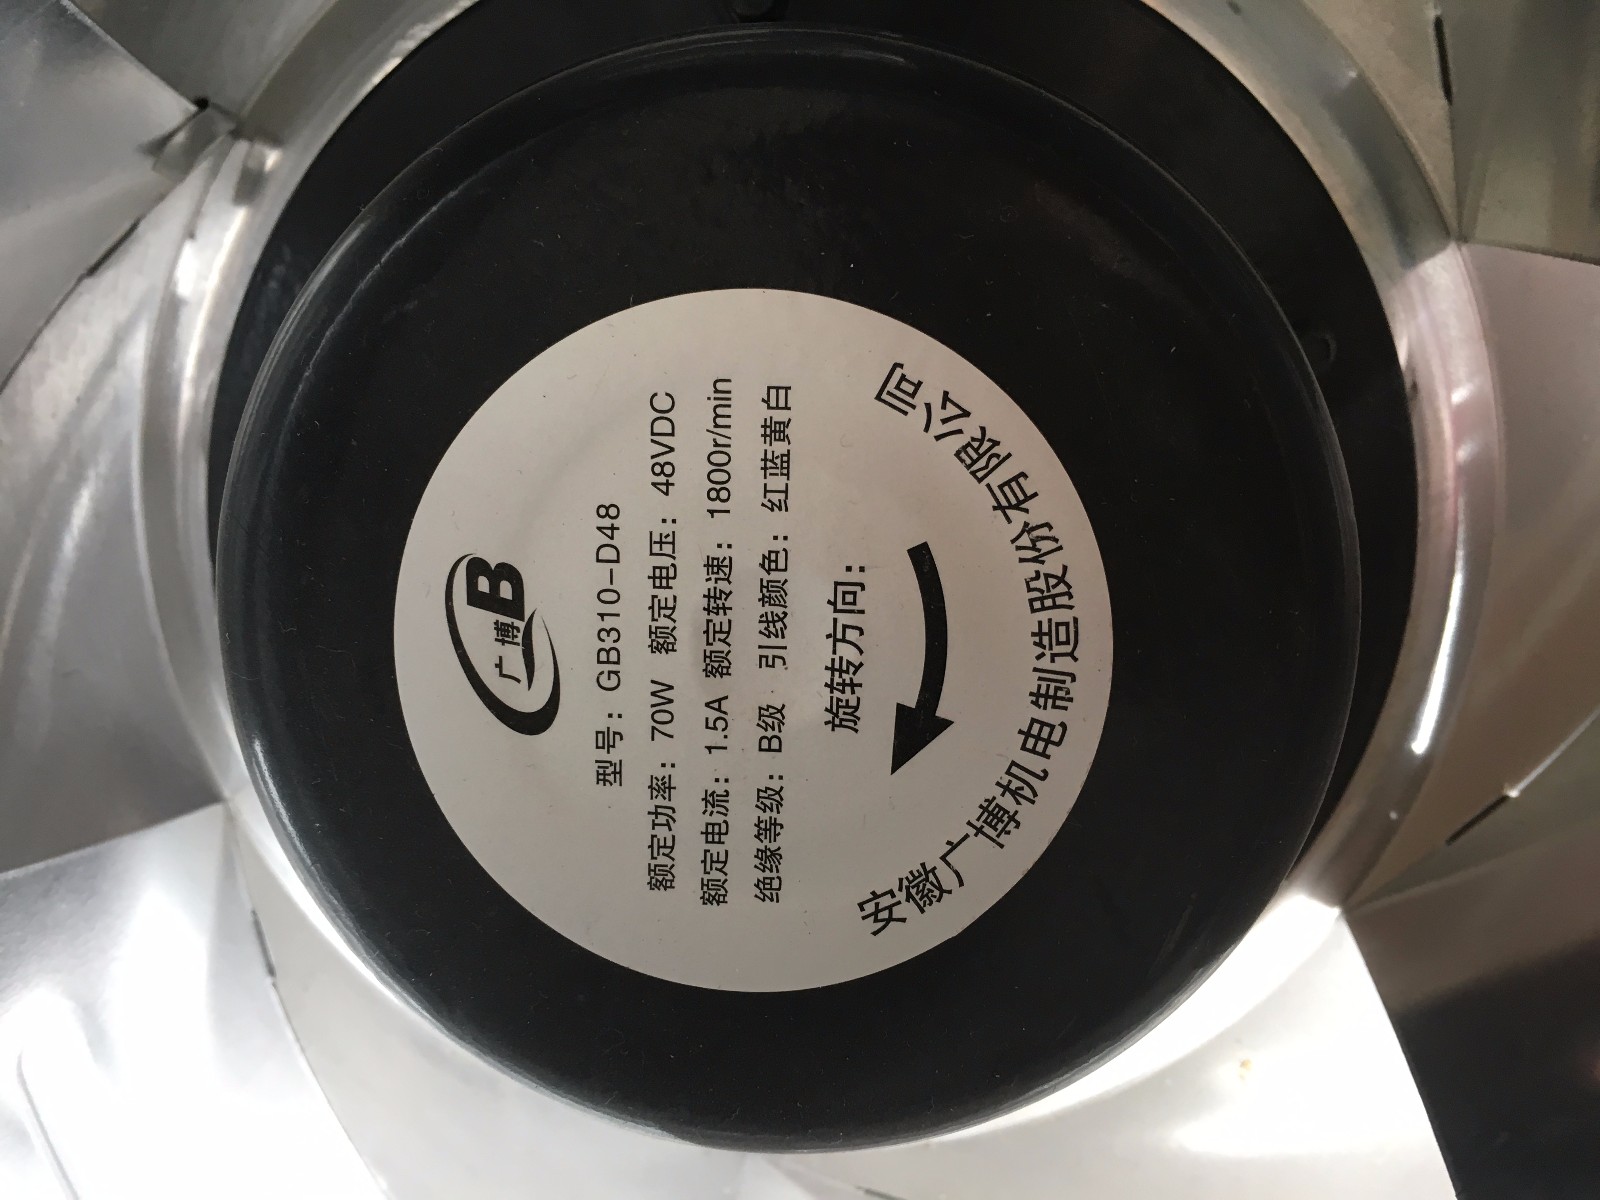 广博 B
型号：GB310-D48
额定功率：70W 额定电压：48VDC
额定电流：1.5A 额定转速：1800r/min
绝缘等级：B级 引线颜色：红蓝黄白
旋转方向：
安徽广博机电制造股份有限公司